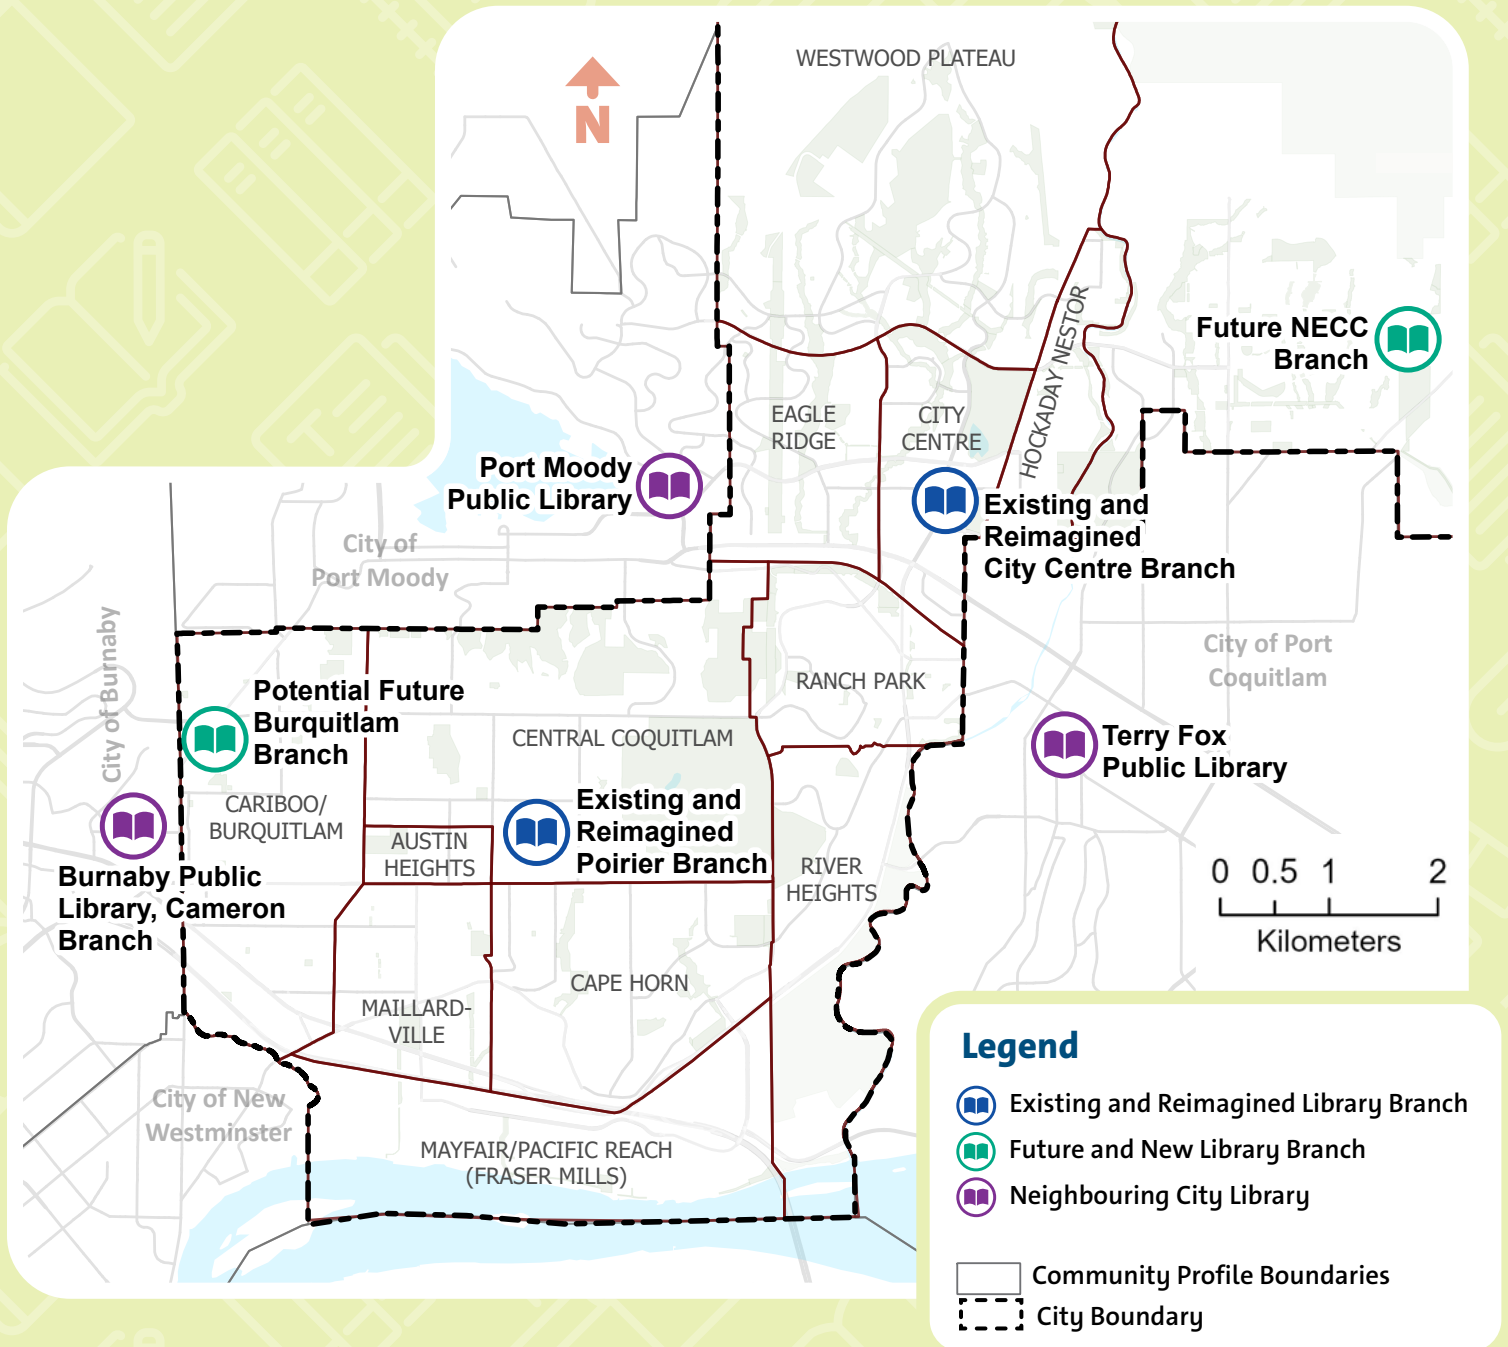 WESTWOOD PLATEAU
N
HOCKADAY NESTOR
Future NECC
Branch
EAGLE
RIDGE
CITY
CENTRE
Port Moody
Public Library
Existing and
Reimagined
City Centre Branch
City of
Port Moody
City of Burnaby
City of Port
Coquitlam
Potential Future
Burquitlam
Branch
RANCH PARK
CENTRAL COQUITLAM
Terry Fox
Public Library
CARIBOO/
BURQUITLAM
AUSTIN
HEIGHTS
Existing and
Reimagined
Poirier Branch
RIVER
HEIGHTS
Burnaby Public
Library, Cameron
Branch
0 0.5 1 2
Kilometers
CAPE HORN
MAILLARD-
VILLE
City of New
Westminster
MAYFAIR/PACIFIC REACH
(FRASER MILLS)
Legend
Existing and Reimagined Library Branch
Future and New Library Branch
Neighbouring City Library
Community Profile Boundaries
City Boundary